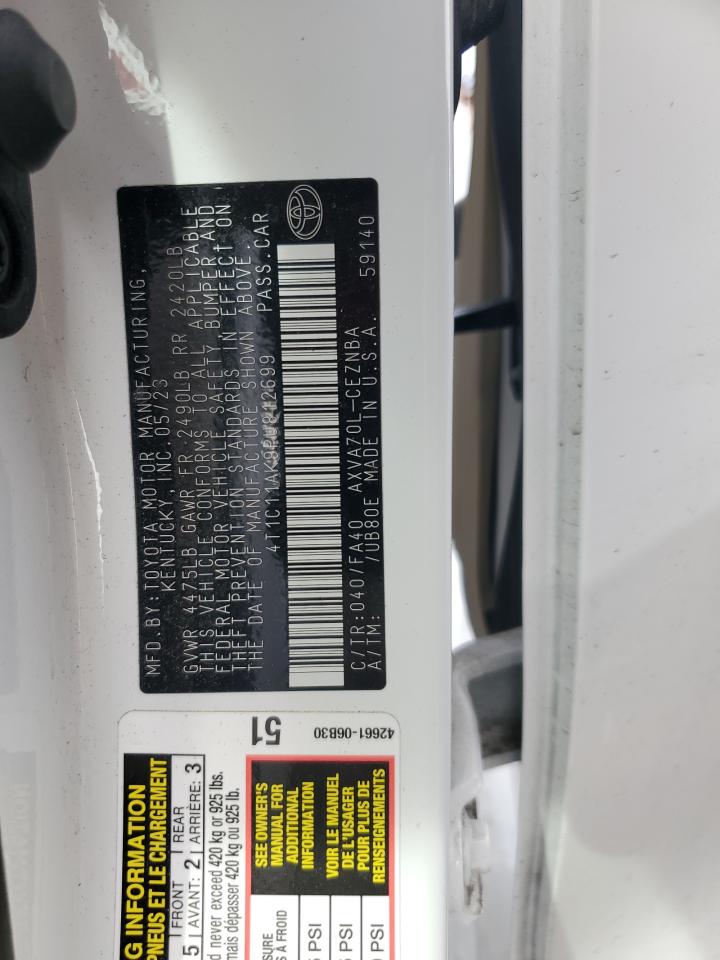 MFD.BY:TOYOTA MOTOR MANUFACTURING,
KENTUCKY, INC.05/23
GVWR 4475LB GAWR FR 2490LB RR 2420LB
THIS VEHICLE CONFORMS TO ALL APPLICABLE
FEDERAL MOTOR VEHICLE SAFETY, BUMPER AND
THEFT PREVENTION STANDARDS IN EFFECT ON
THE DATE OF MANUFACTURE SHOWN ABOVE.
4T1C11AK9PU812699 PASS.CAR
C/TR:040/FA40 AXVA70L-CEZNBA
A/TM: /UB80E MADE IN U.S.A. 59140
51
42661-06B30
G INFORMATION
PNEUS ET LE CHARGEMENT
5 FRONT AVANT: 2 REAR ARRIÈRE: 3
never exceed 420 kg or 925 lbs.
mais dépasser 420 kg ou 925 lb.
À FROID
PSI
PSI
PSI
SEE OWNER'S
MANUAL FOR
ADDITIONAL
INFORMATION
VOIR LE MANUEL
DE L'USAGER
POUR PLUS DE
RENSEIGNEMENTS